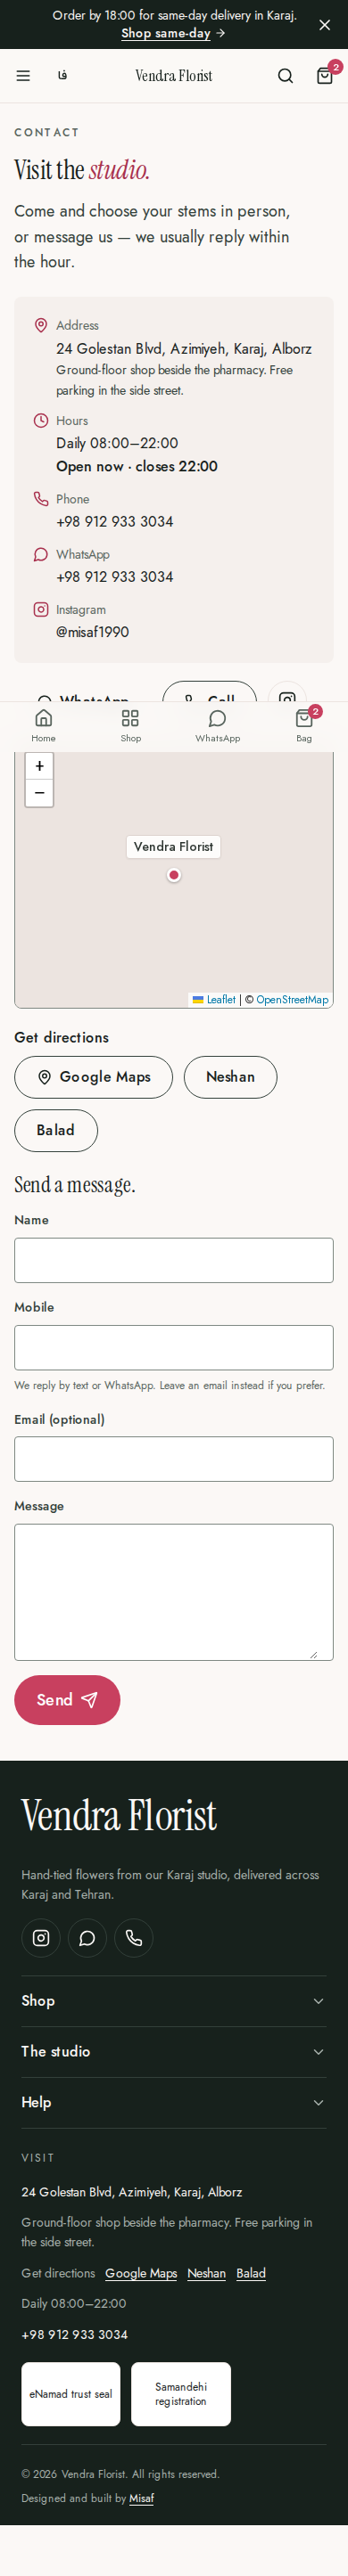 Order by 18:00 for same-day delivery in Karaj.
Shop same-day →
فا
Vendra Florist
2
CONTACT
Visit the studio.
Come and choose your stems in person,
or message us — we usually reply within
the hour.
Address
24 Golestan Blvd, Azimiyeh, Karaj, Alborz
Ground-floor shop beside the pharmacy. Free
parking in the side street.
Hours
Daily 08:00–22:00
Open now · closes 22:00
Phone
+98 912 933 3034
WhatsApp
+98 912 933 3034
Instagram
@misaf1990
WhatsApp
Call
Home
Shop
WhatsApp
Bag
2
+
−
Vendra Florist
Leaflet | © OpenStreetMap
Get directions
Google Maps
Neshan
Balad
Send a message.
Name
Mobile
We reply by text or WhatsApp. Leave an email instead if you prefer.
Email (optional)
Message
Send
Vendra Florist
Hand-tied flowers from our Karaj studio, delivered across
Karaj and Tehran.
Shop
The studio
Help
VISIT
24 Golestan Blvd, Azimiyeh, Karaj, Alborz
Ground-floor shop beside the pharmacy. Free parking in
the side street.
Get directions Google Maps Neshan Balad
Daily 08:00–22:00
+98 912 933 3034
eNamad trust seal
Samandehi
registration
© 2026 Vendra Florist. All rights reserved.
Designed and built by Misaf